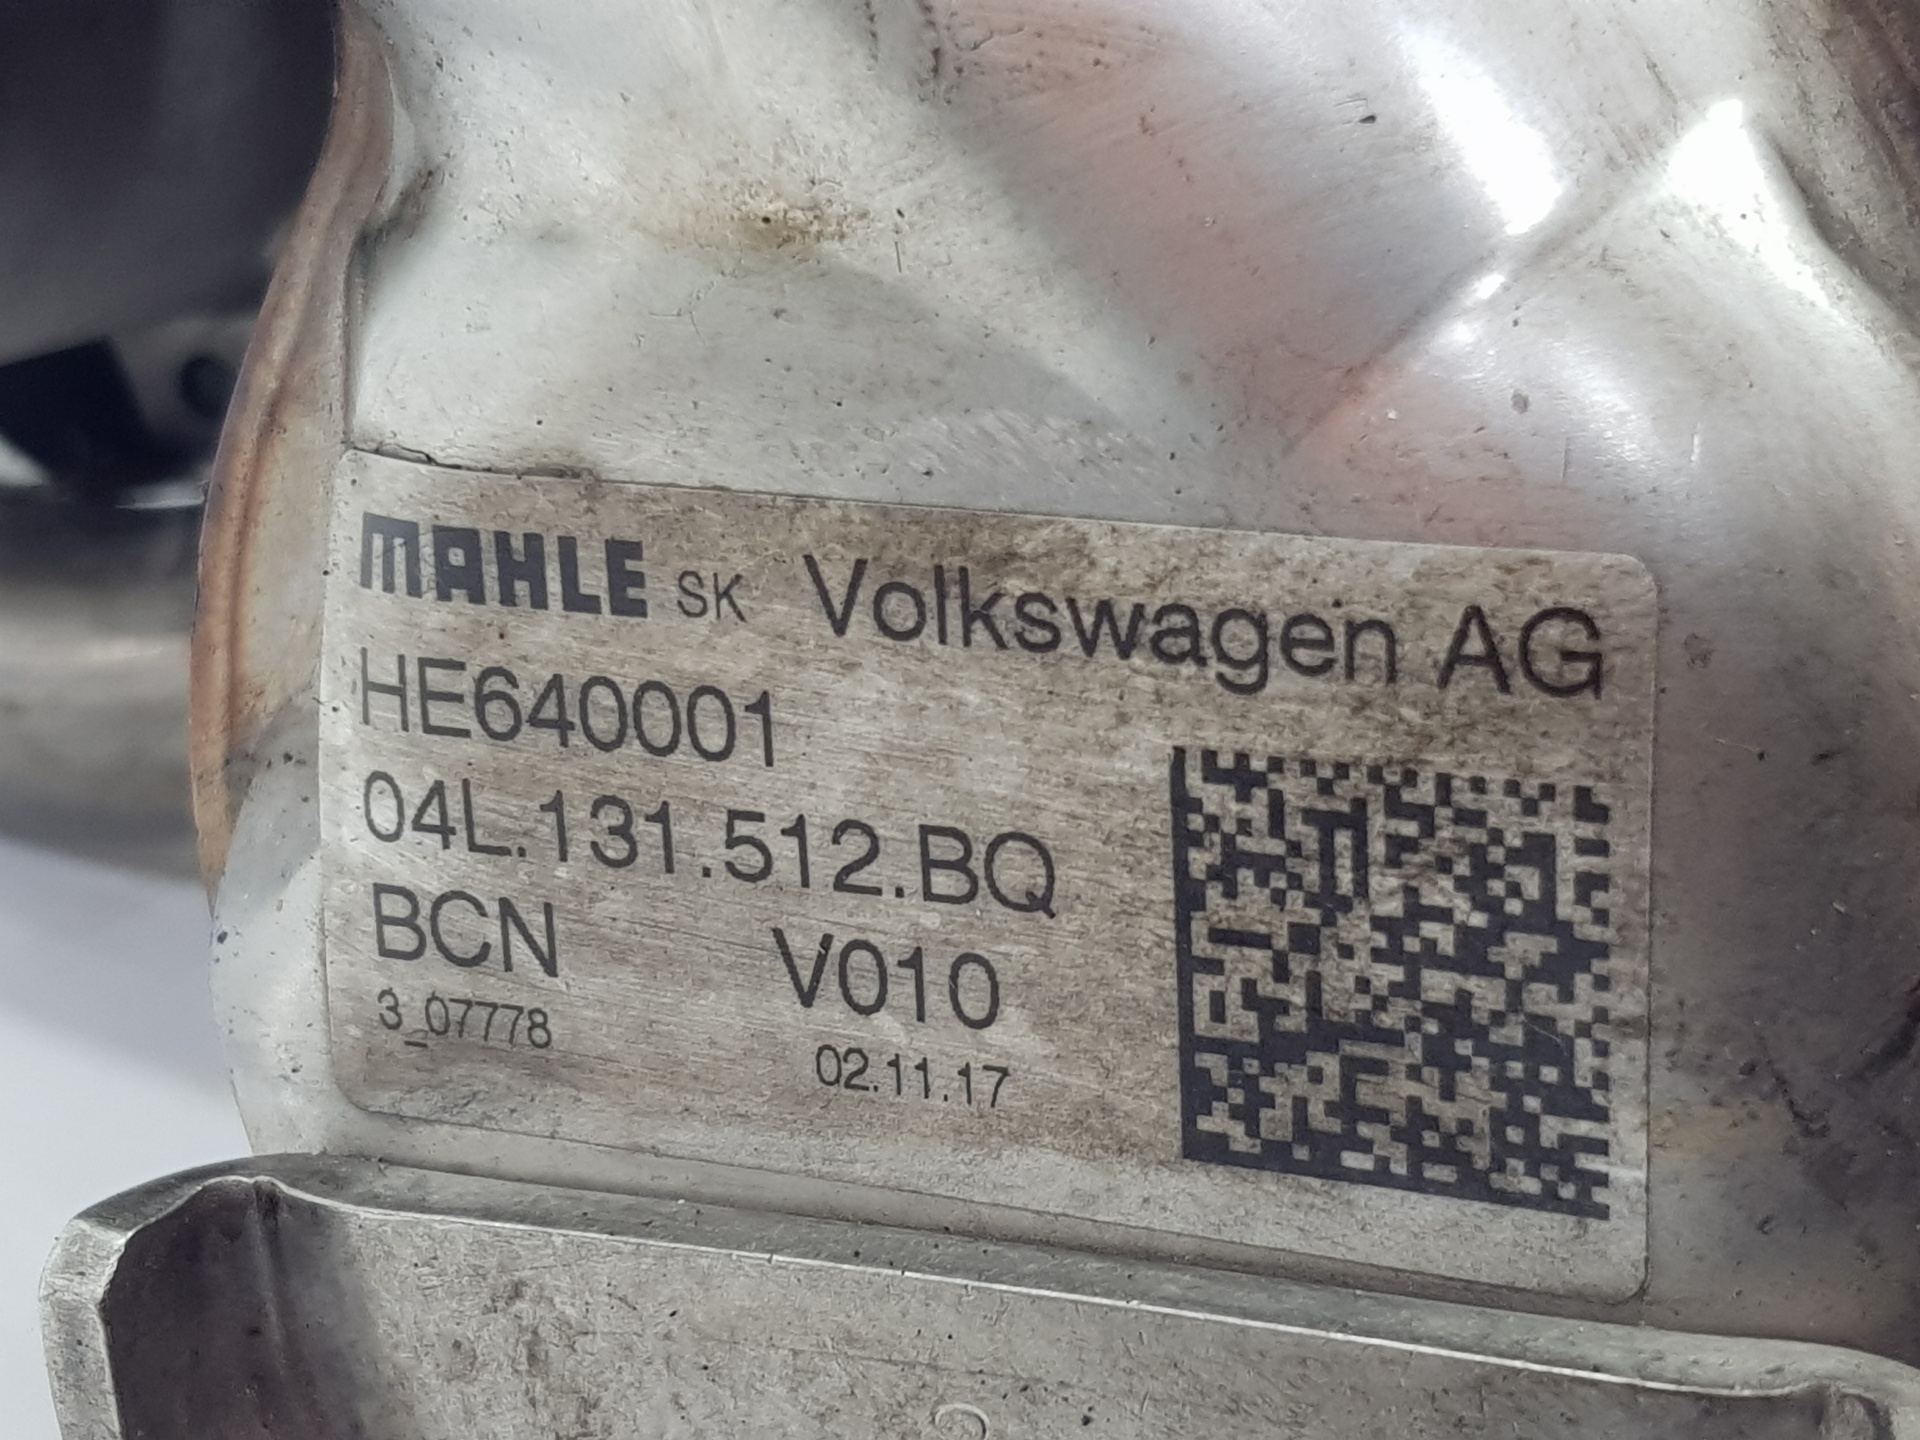 MAHLE SK Volkswagen AG
HE640001
04L.131.512.BQ
BCN V010
3_07778
02.11.17